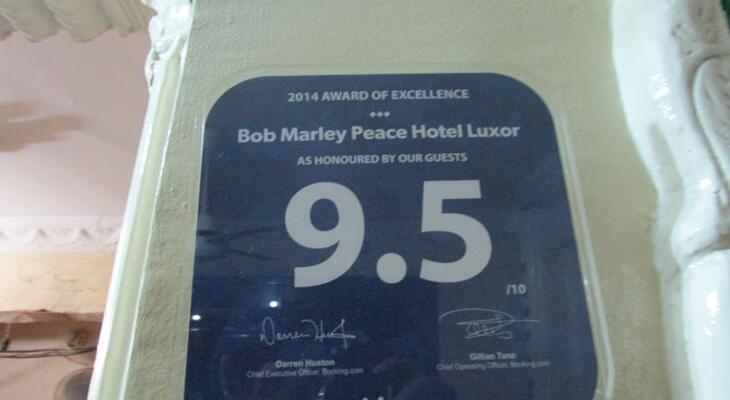 2014 AWARD OF EXCELLENCE
Bob Marley Peace Hotel Luxor
AS HONOURED BY OUR GUESTS
9.5
/10
Darren Huston
Chief Executive Officer, Booking.com
Gillian Tans
Chief Operating Officer, Booking.com